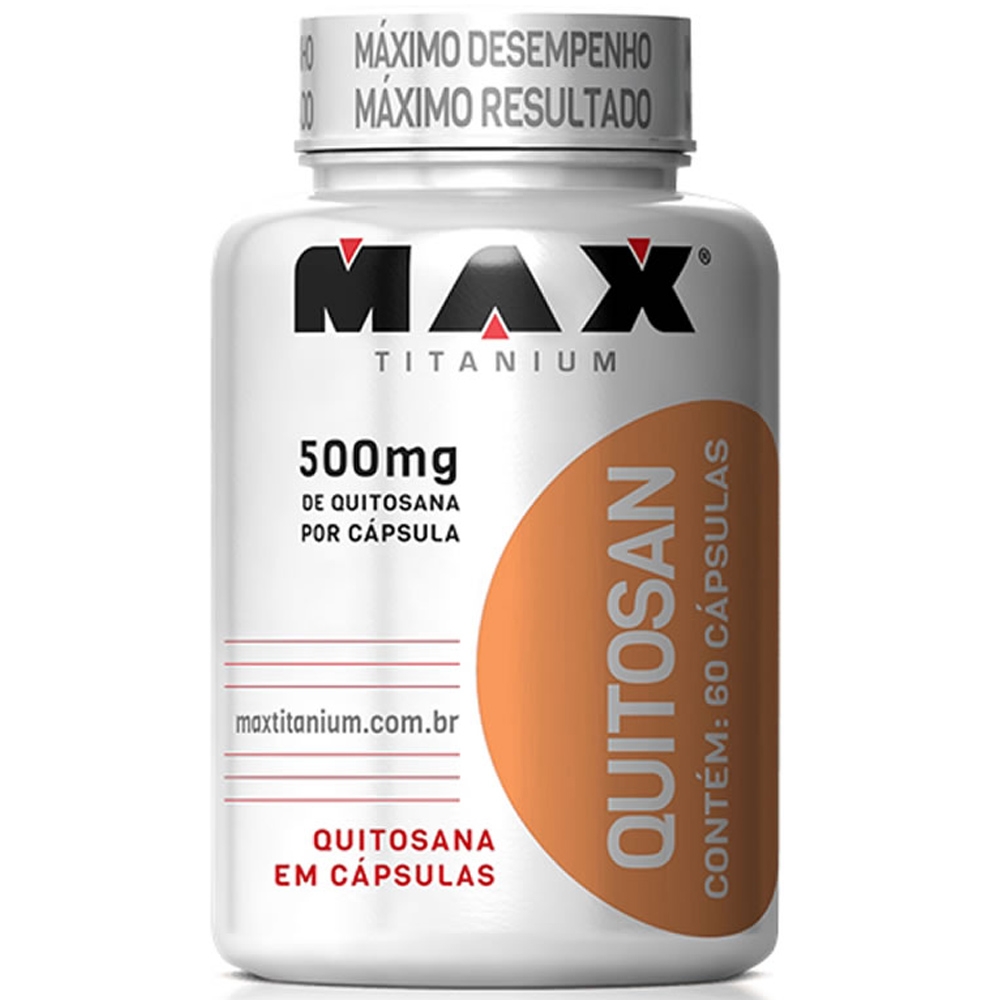 MÁXIMO DESEMPENHO
MÁXIMO RESULTADO
MAX®
TITANIUM
500mg
DE QUITOSANA
POR CÁPSULA
maxtitanium.com.br
QUITOSANA
EM CÁPSULAS
QUITOSAN
CONTÉM: 60 CÁPSULAS